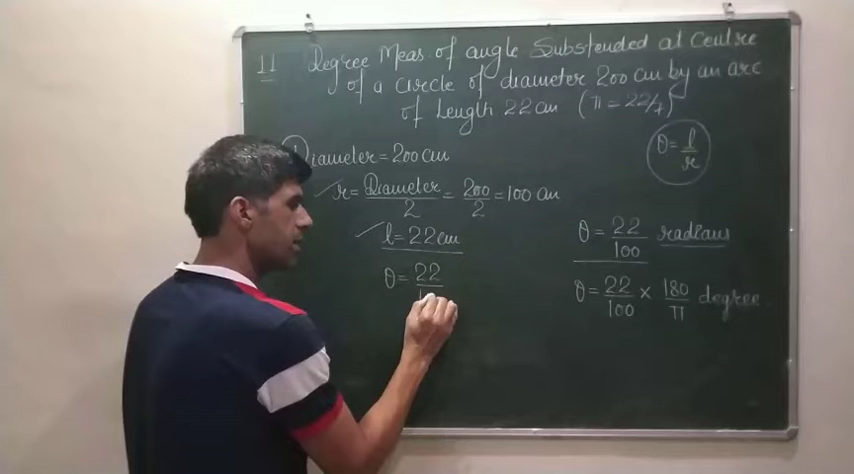 11 Degree Meas. of angle Substended at Centre
of a circle of diameter 200 cm by an arc
of Length 22 cm (π = 22/7)
Diameter = 200 cm
θ = l/r
r = Diameter/2 = 200/2 = 100 cm
l = 22 cm
θ = 22/100 radians
θ = 22/
θ = 22/100 × 180/π degree